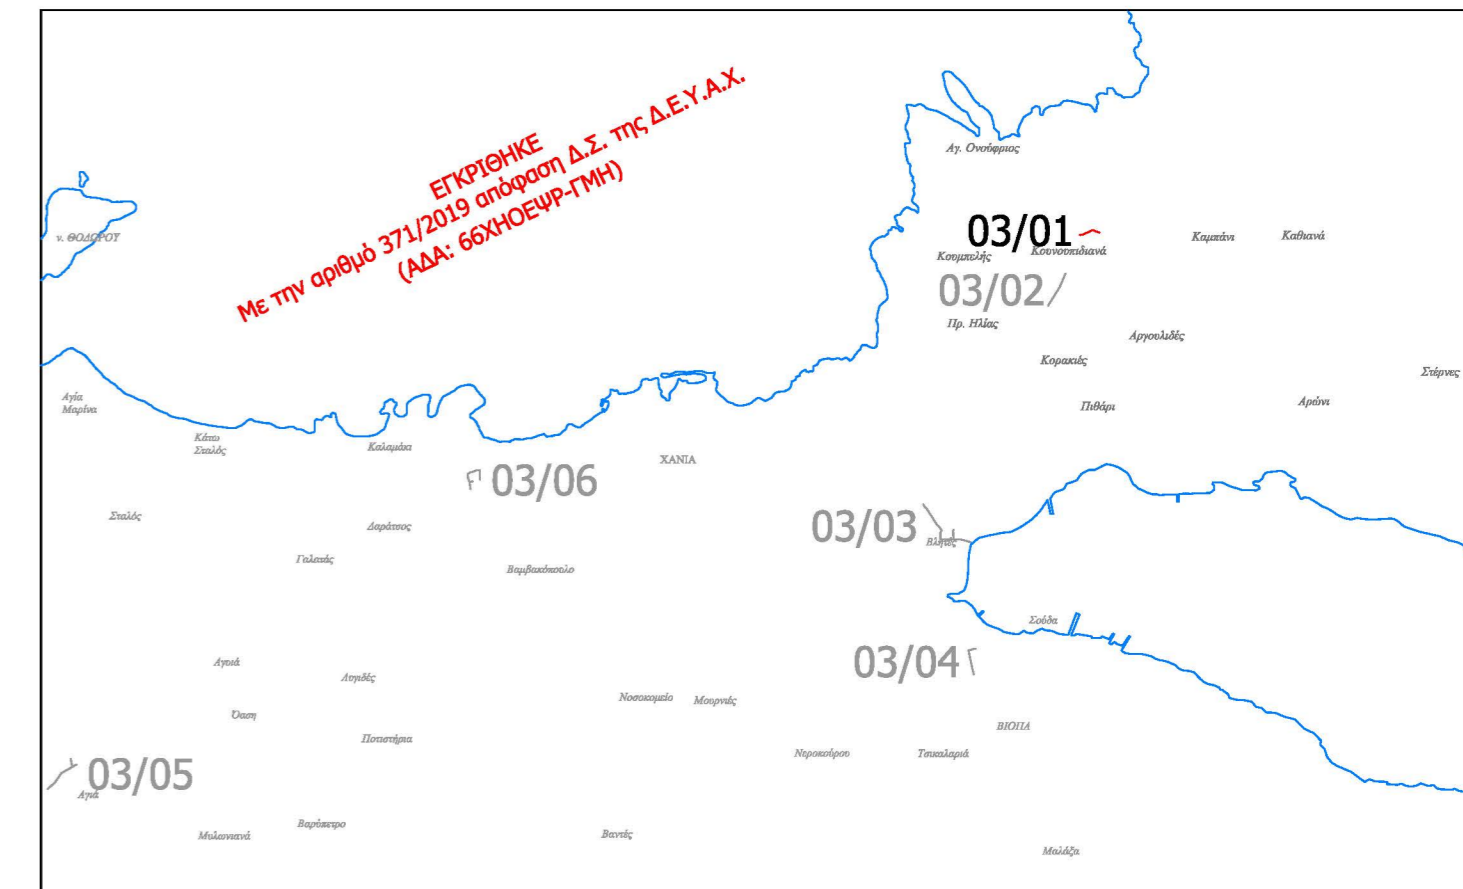 ΕΓΚΡΙΘΗΚΕ
Με την αριθμό 371/2019 απόφαση Δ.Σ. της Δ.Ε.Υ.Α.Χ.
(ΑΔΑ: 66ΧΗΟΕΨΡ-ΓΜΗ)
Αγ. Ονούφριος
ν. ΘΟΔΩΡΟΥ
03/01
Καμπάνι
Καθιανά
Κουμπελής
Κουνουπιδιανά
03/02
Πρ. Ηλίας
Αργουλιδές
Κορακιές
Στέρνες
Αγία
Μαρίνα
Πιθάρι
Αρώνι
Κάτω
Σταλός
Καλαμάκι
ΧΑΝΙΑ
03/06
Σταλός
Δαράτσος
03/03
Βλητές
Γαλατάς
Βαμβακόπουλο
Σούδα
Αγυιά
03/04
Λυγιδές
Νοσοκομείο
Μουρνιές
Όαση
ΒΙΟΠΑ
Ποτιστήρια
Νεροκούρου
Τσικαλαριά
03/05
Αγιά
Μυλωνιανά
Βαρύπετρο
Βαντές
Μαλάξα